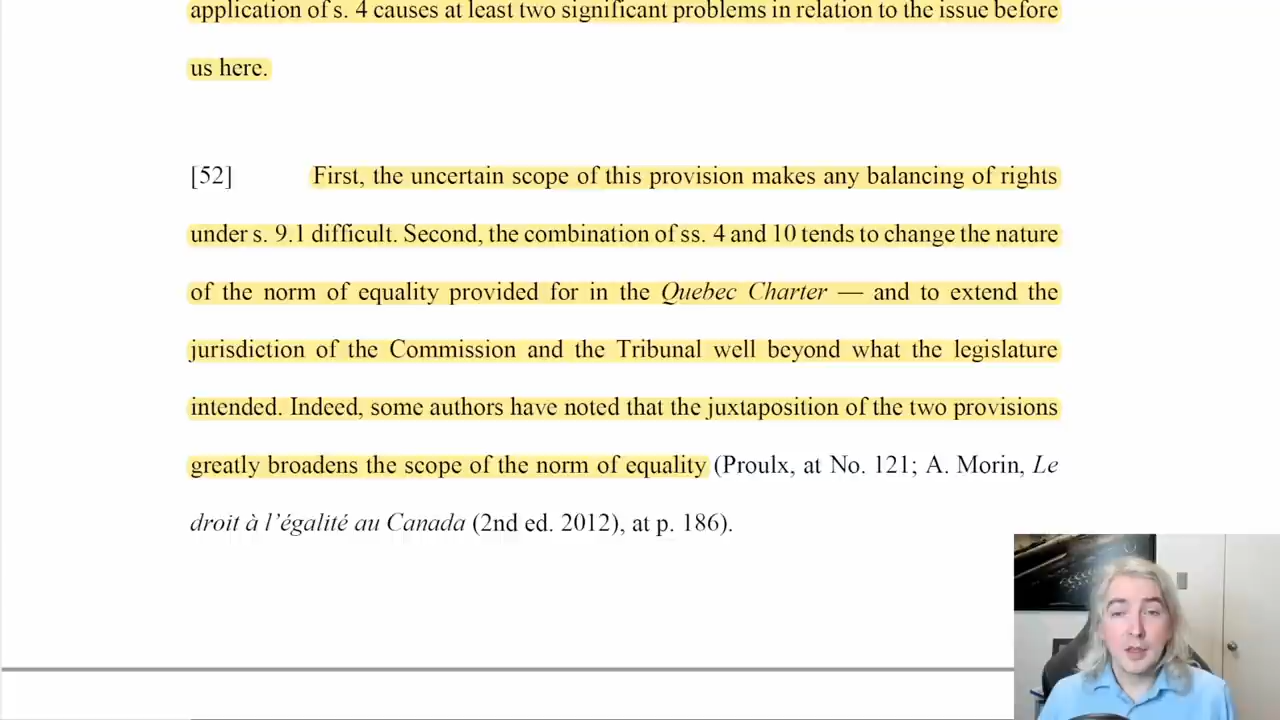 application of s. 4 causes at least two significant problems in relation to the issue before
us here.
[52] First, the uncertain scope of this provision makes any balancing of rights
under s. 9.1 difficult. Second, the combination of ss. 4 and 10 tends to change the nature
of the norm of equality provided for in the Quebec Charter — and to extend the
jurisdiction of the Commission and the Tribunal well beyond what the legislature
intended. Indeed, some authors have noted that the juxtaposition of the two provisions
greatly broadens the scope of the norm of equality (Proulx, at No. 121; A. Morin, Le
droit à l’égalité au Canada (2nd ed. 2012), at p. 186).